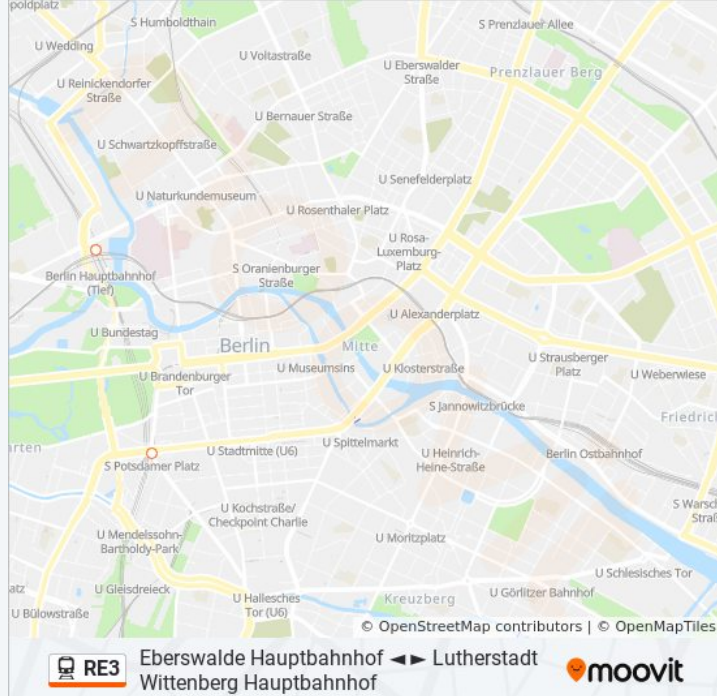 poldplatz
S Humboldthain
S Prenzlauer Allee
U Wedding
U Voltastraße
U Eberswalder
Straße
Prenzlauer Berg
U Reinickendorfer
Straße
U Bernauer Straße
U Schwartzkopffstraße
U Senefelderplatz
U Naturkundemuseum
U Rosenthaler Platz
U Rosa-
Luxemburg-
Platz
Berlin Hauptbahnhof
(Tief)
S Oranienburger
Straße
U Alexanderplatz
U Bundestag
Berlin
Mitte
U Strausberger
Platz
U Brandenburger
Tor
U Museumsins
U Klosterstraße
U Weberwiese
S Jannowitzbrücke
Friedrich
arten
U Spittelmarkt
U Stadtmitte (U6)
U Heinrich-
Heine-Straße
Berlin Ostbahnhof
S Potsdamer Platz
S Warsch
Straß
U Kochstraße/
Checkpoint Charlie
U Mendelssohn-
Bartholdy-Park
U Moritzplatz
U Schlesisches Tor
atz
U Gleisdreieck
U Hallesches
Tor (U6)
Kreuzberg
U Görlitzer Bahnhof
U Bülowstraße
© OpenStreetMap contributors | © OpenMapTiles
RE3
Eberswalde Hauptbahnhof ◄► Lutherstadt
Wittenberg Hauptbahnhof
moovit